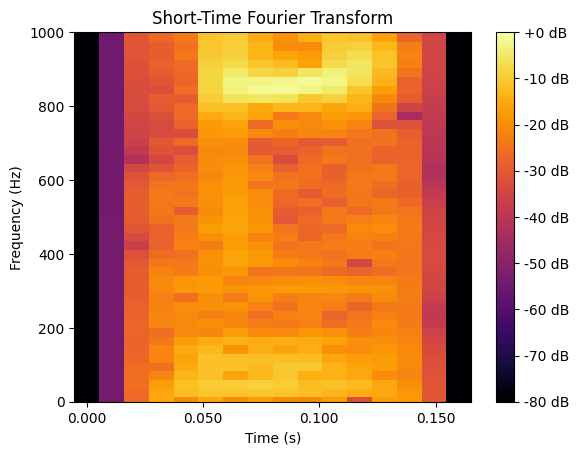 Short-Time Fourier Transform
1000
800
600
400
200
0
Frequency (Hz)
0.000
0.050
0.100
0.150
Time (s)
+0 dB
-10 dB
-20 dB
-30 dB
-40 dB
-50 dB
-60 dB
-70 dB
-80 dB